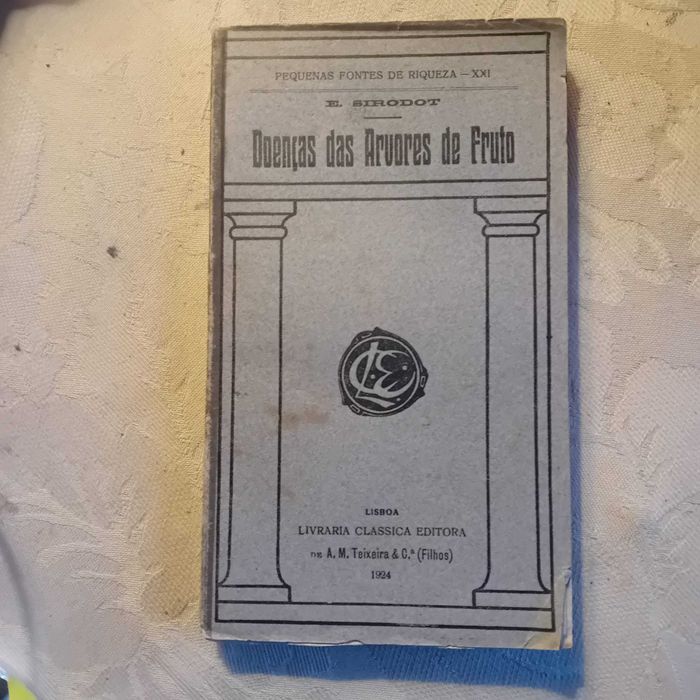 PEQUENAS FONTES DE RIQUEZA — XXI
E. SIRODOT
Doenças das Arvores de Fruto
LCE
LISBOA
LIVRARIA CLASSICA EDITORA
DE A. M. Teixeira & C.ª (Filhos)
1924